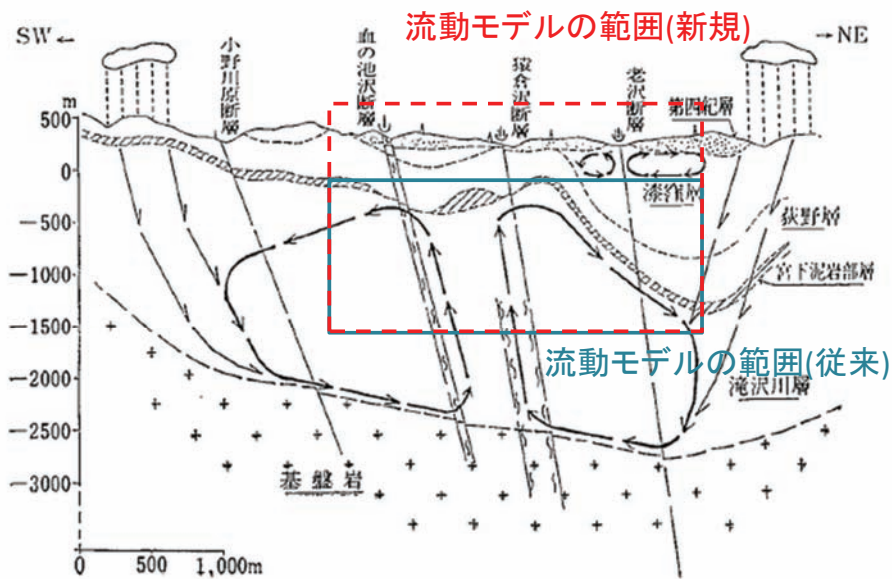 流動モデルの範囲(新規)
SW ←
→NE
小野川原断層
血の池沢断層
猿倉沢断層
老沢断層
第四紀層
m
500
0
−500
−1000
−1500
−2000
−2500
−3000
漆窪層
荻野層
宮下泥岩部層
流動モデルの範囲(従来)
滝沢川層
基盤岩
0 500 1,000m